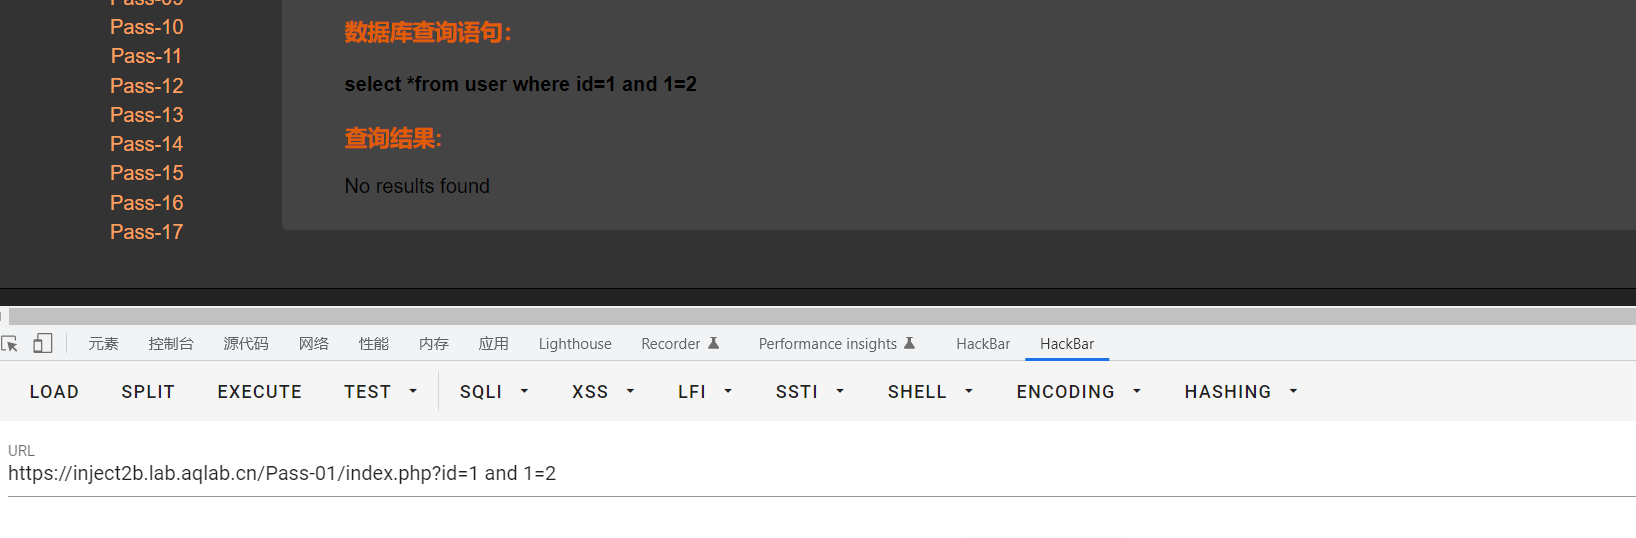 Pass-09
Pass-10
Pass-11
Pass-12
Pass-13
Pass-14
Pass-15
Pass-16
Pass-17
数据库查询语句：
select *from user where id=1 and 1=2
查询结果:
No results found
元素 控制台 源代码 网络 性能 内存 应用 Lighthouse Recorder Performance insights HackBar HackBar
LOAD SPLIT EXECUTE TEST SQLI XSS LFI SSTI SHELL ENCODING HASHING
URL
https://inject2b.lab.aqlab.cn/Pass-01/index.php?id=1 and 1=2